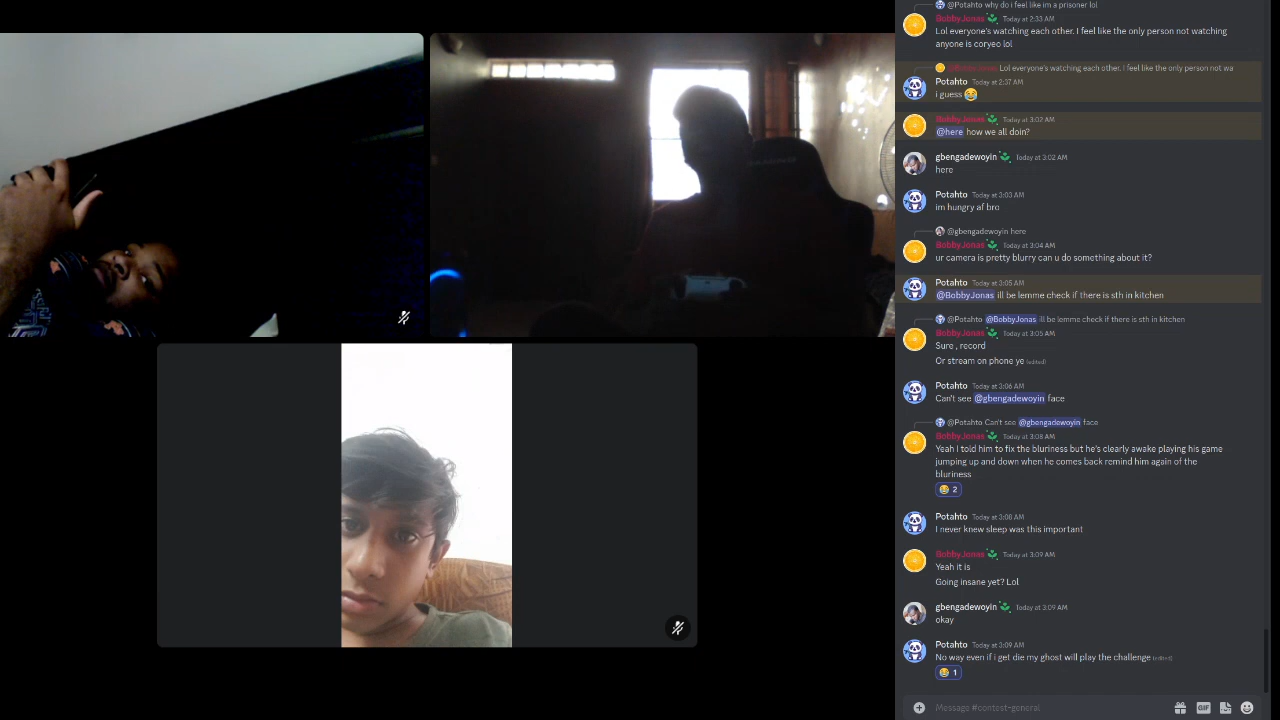 @Potahto why do i feel like im a prisoner lol
BobbyJonas Today at 2:33 AM
Lol everyone's watching each other. I feel like the only person not watching
anyone is coryeo lol
Lol everyone's watching each other. I feel like the only person not wa
Potahto Today at 2:37 AM
i guess 😂
BobbyJonas Today at 3:02 AM
@here how we all doin?
gbengadewoyin Today at 3:02 AM
here
Potahto Today at 3:03 AM
im hungry af bro
@gbengadewoyin here
BobbyJonas Today at 3:04 AM
ur camera is pretty blurry can u do something about it?
Potahto Today at 3:05 AM
@BobbyJonas ill be lemme check if there is sth in kitchen
@Potahto @BobbyJonas ill be lemme check if there is sth in kitchen
BobbyJonas Today at 3:05 AM
Sure , record
Or stream on phone ye (edited)
Potahto Today at 3:06 AM
Can't see @gbengadewoyin face
@Potahto Can't see @gbengadewoyin face
BobbyJonas Today at 3:08 AM
Yeah I told him to fix the bluriness but he's clearly awake playing his game
jumping up and down when he comes back remind him again of the
bluriness
😂 2
Potahto Today at 3:08 AM
I never knew sleep was this important
BobbyJonas Today at 3:09 AM
Yeah it is
Going insane yet? Lol
gbengadewoyin Today at 3:09 AM
okay
Potahto Today at 3:09 AM
No way even if i get die my ghost will play the challenge (edited)
😂 1
Message #contest-general
GIF